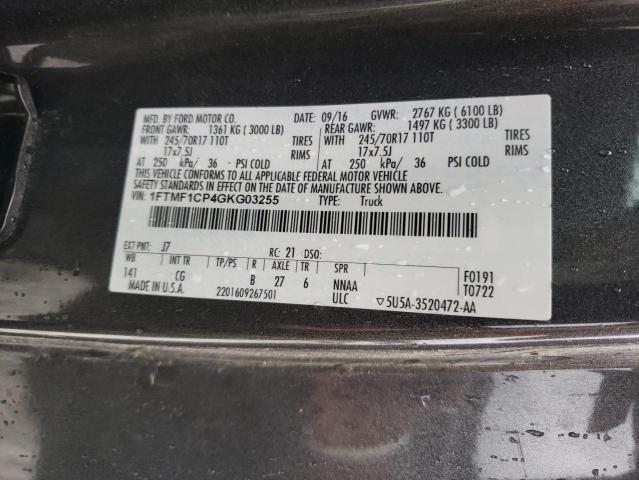 MFD. BY FORD MOTOR CO. DATE: 09/16 GVWR: 2767 KG ( 6100 LB)
FRONT GAWR: 1361 KG ( 3000 LB) REAR GAWR: 1497 KG ( 3300 LB)
WITH 245/70R17 110T TIRES WITH 245/70R17 110T TIRES
17x7.5J RIMS 17x7.5J RIMS
AT 250 kPa/ 36 PSI COLD AT 250 kPa/ 36 PSI COLD
THIS VEHICLE CONFORMS TO ALL APPLICABLE FEDERAL MOTOR VEHICLE
SAFETY STANDARDS IN EFFECT ON THE DATE OF MANUFACTURE SHOWN ABOVE.
VIN: 1FTMF1CP4GKG03255 TYPE: Truck
EXT PNT: J7 RC: 21 DSO:
WB INT TR TP/PS R AXLE TR SPR F0191
141 CG B 27 6 NNAA T0722
MADE IN U.S.A. 2201609267501 ULC ▽5U5A-3520472-AA